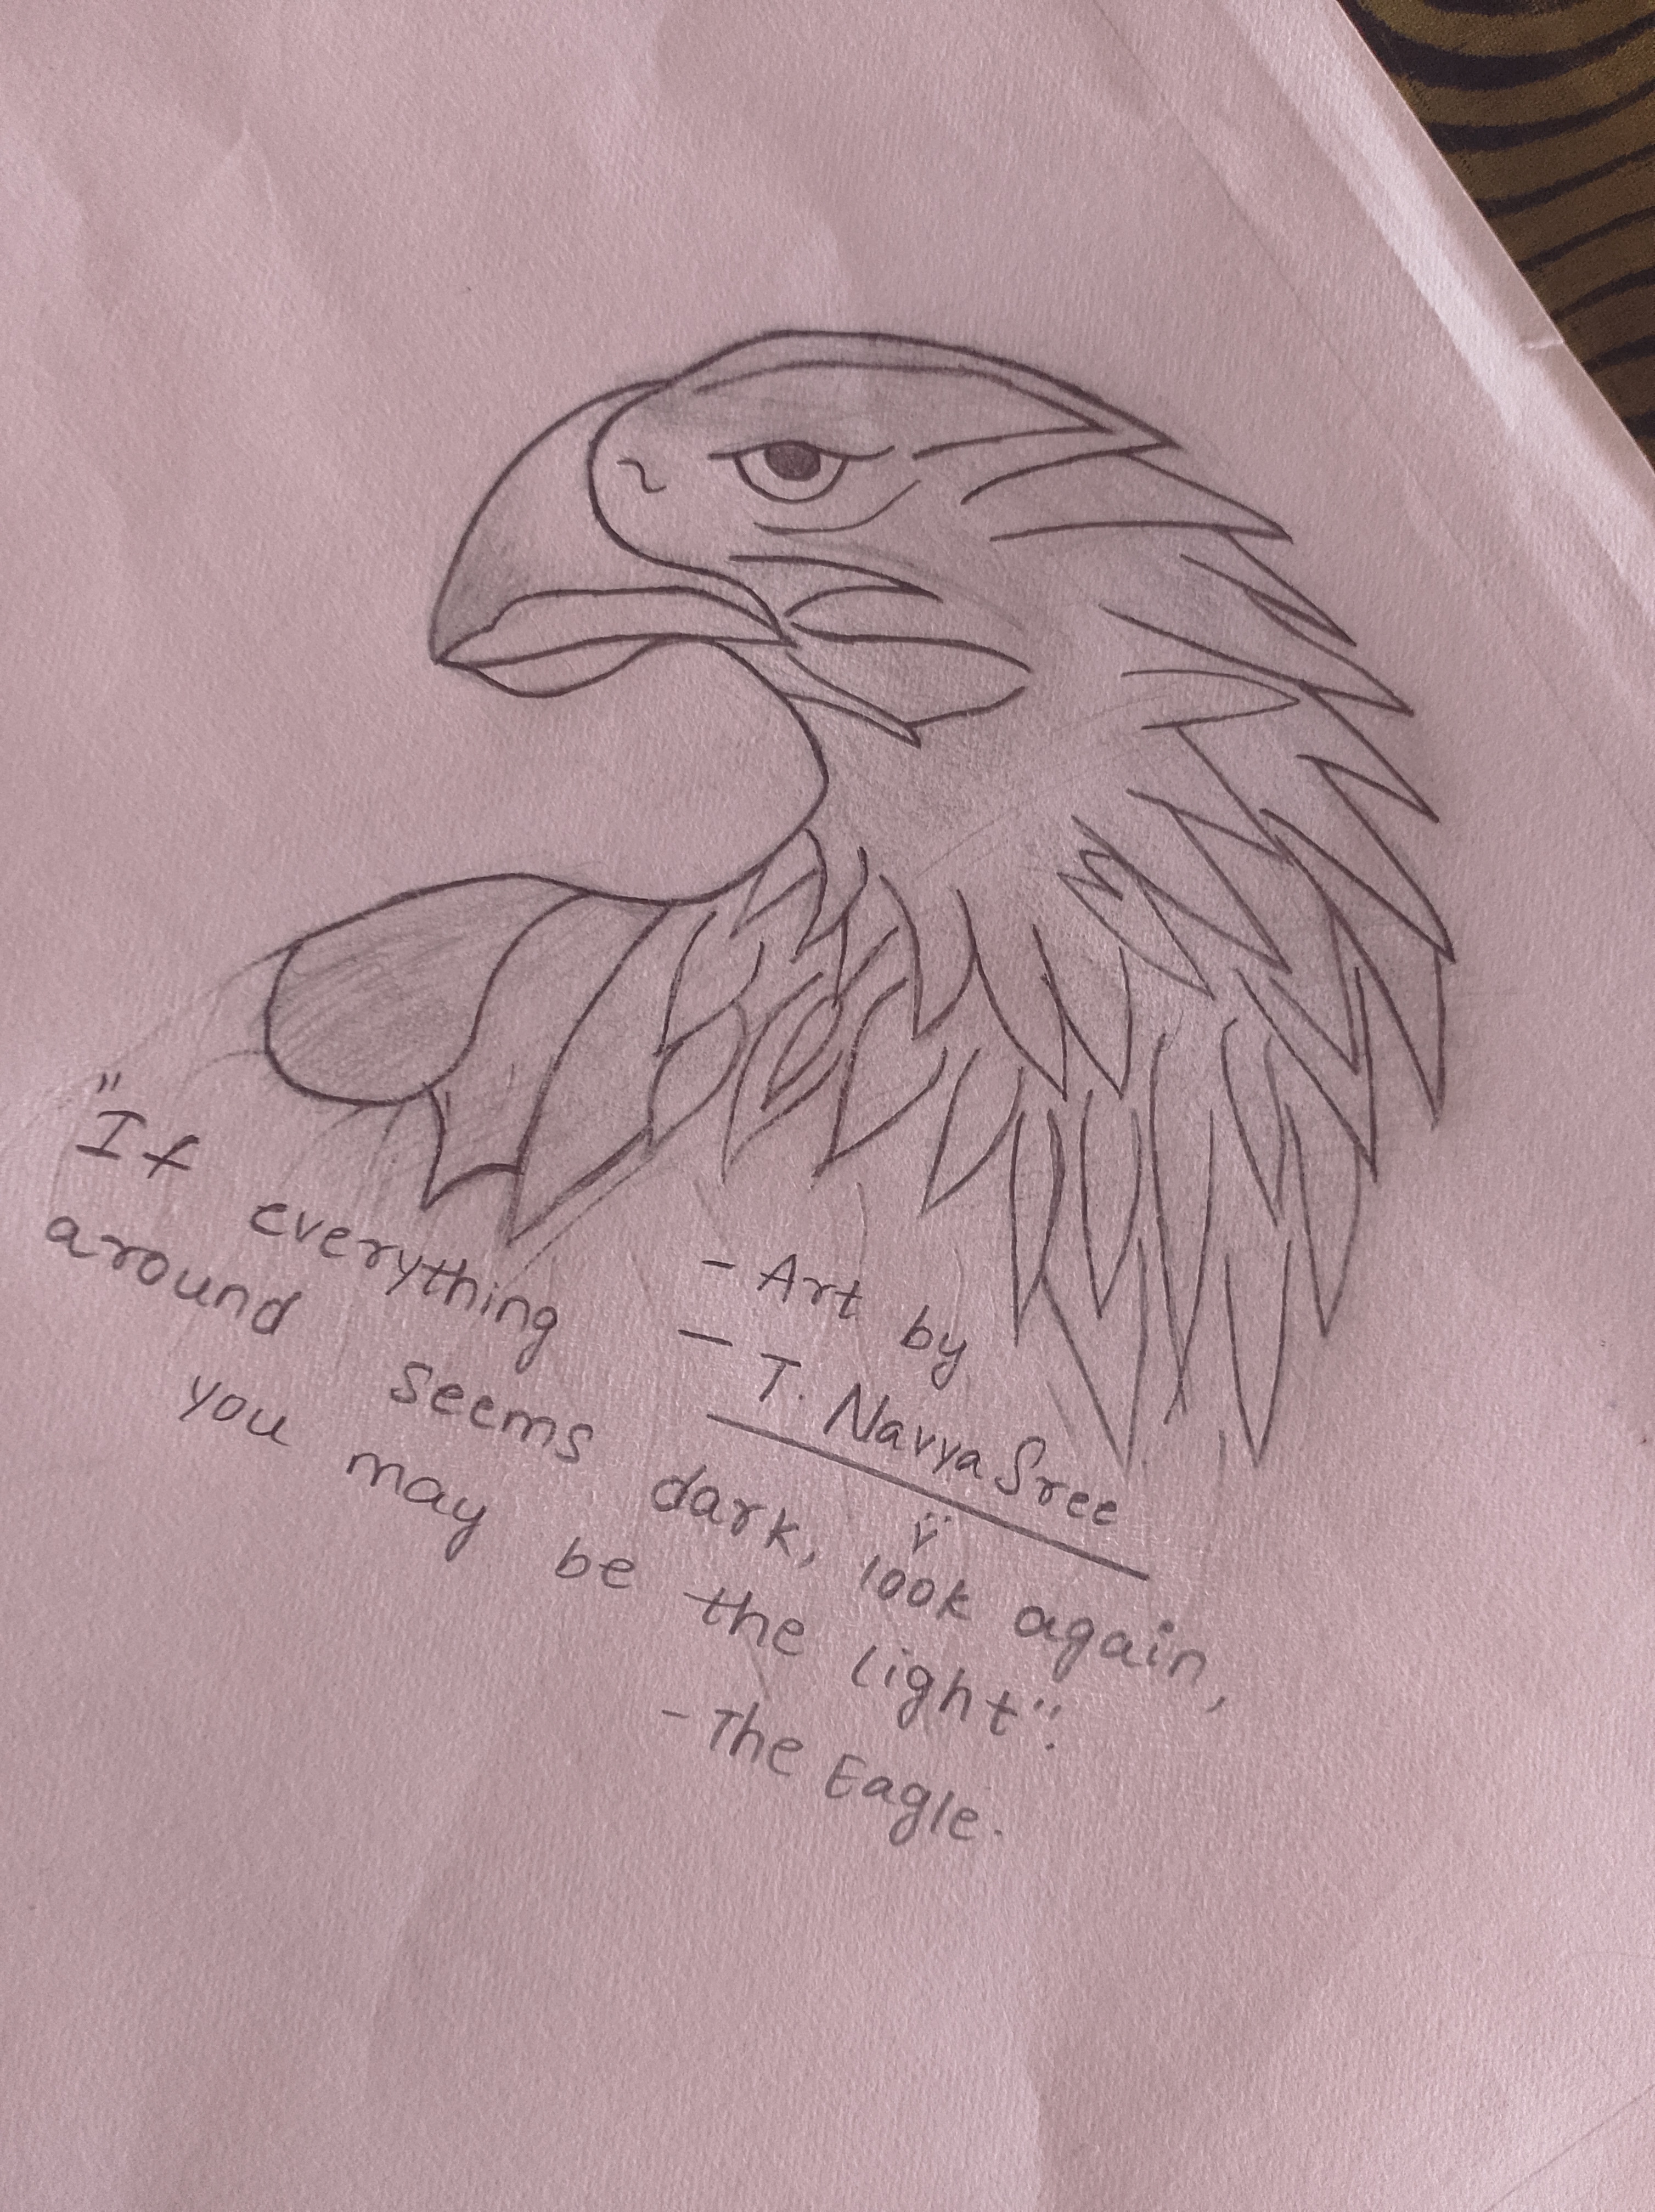 "If everything
around seems dark, look again,
you may be the light".
- The Eagle.
- Art by
- T. Navya Sree